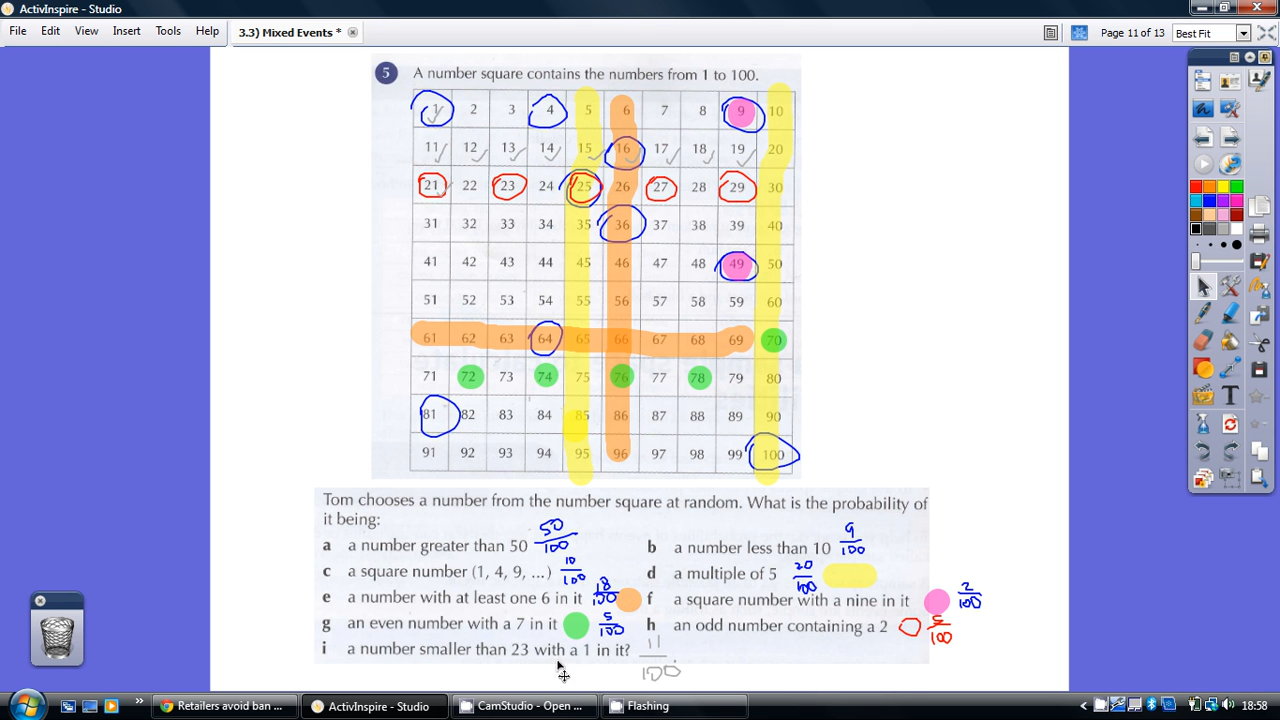 ActivInspire - Studio
File Edit View Insert Tools Help
3.3) Mixed Events *
Page 11 of 13
Best Fit
5 A number square contains the numbers from 1 to 100.
1 2 3 4 5 6 7 8 9 10
11 12 13 14 15 16 17 18 19 20
21 22 23 24 25 26 27 28 29 30
31 32 33 34 35 36 37 38 39 40
41 42 43 44 45 46 47 48 49 50
51 52 53 54 55 56 57 58 59 60
61 62 63 64 65 66 67 68 69 70
71 72 73 74 75 76 77 78 79 80
81 82 83 84 85 86 87 88 89 90
91 92 93 94 95 96 97 98 99 100
Tom chooses a number from the number square at random. What is the probability of
it being:
a a number greater than 50 50/100
b a number less than 10 9/100
c a square number (1, 4, 9, ...) 10/100
d a multiple of 5 20/100
e a number with at least one 6 in it 18/100
f a square number with a nine in it 2/100
g an even number with a 7 in it 5/100
h an odd number containing a 2 5/100
i a number smaller than 23 with a 1 in it? 11/100
Retailers avoid ban ...
ActivInspire - Studio
CamStudio - Open ...
Flashing
18:58